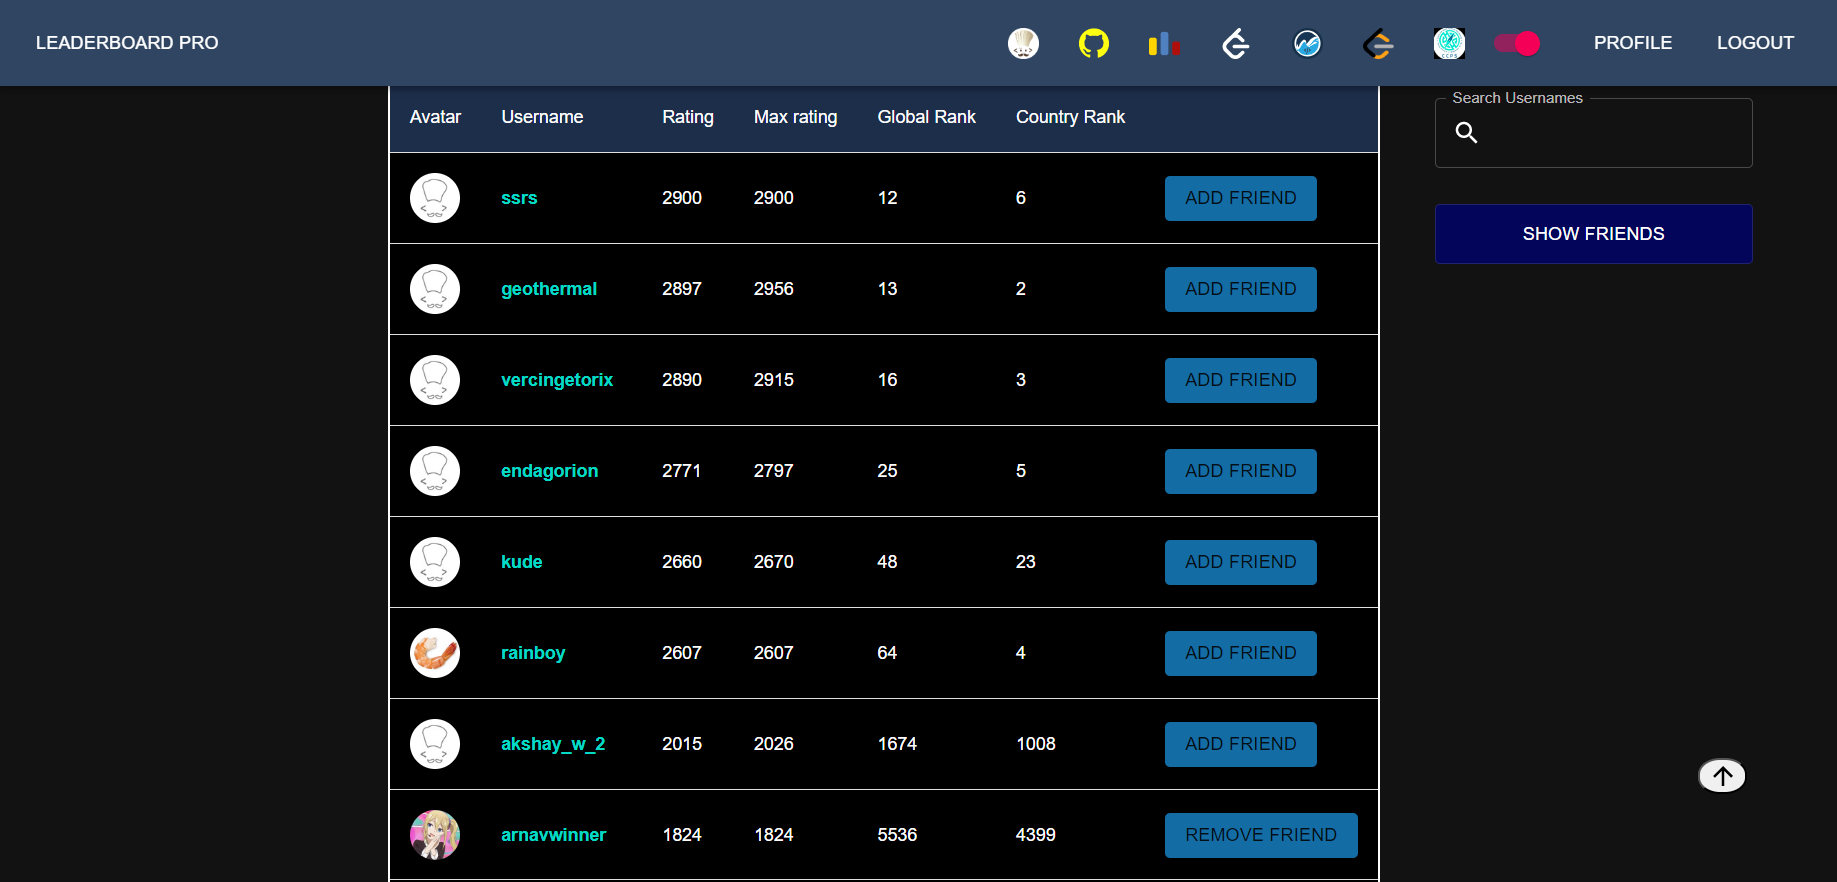 LEADERBOARD PRO PROFILE LOGOUT
Avatar Username Rating Max rating Global Rank Country Rank
Search Usernames
ssrs 2900 2900 12 6 ADD FRIEND
SHOW FRIENDS
geothermal 2897 2956 13 2 ADD FRIEND
vercingetorix 2890 2915 16 3 ADD FRIEND
endagorion 2771 2797 25 5 ADD FRIEND
kude 2660 2670 48 23 ADD FRIEND
rainboy 2607 2607 64 4 ADD FRIEND
akshay_w_2 2015 2026 1674 1008 ADD FRIEND
arnavwinner 1824 1824 5536 4399 REMOVE FRIEND